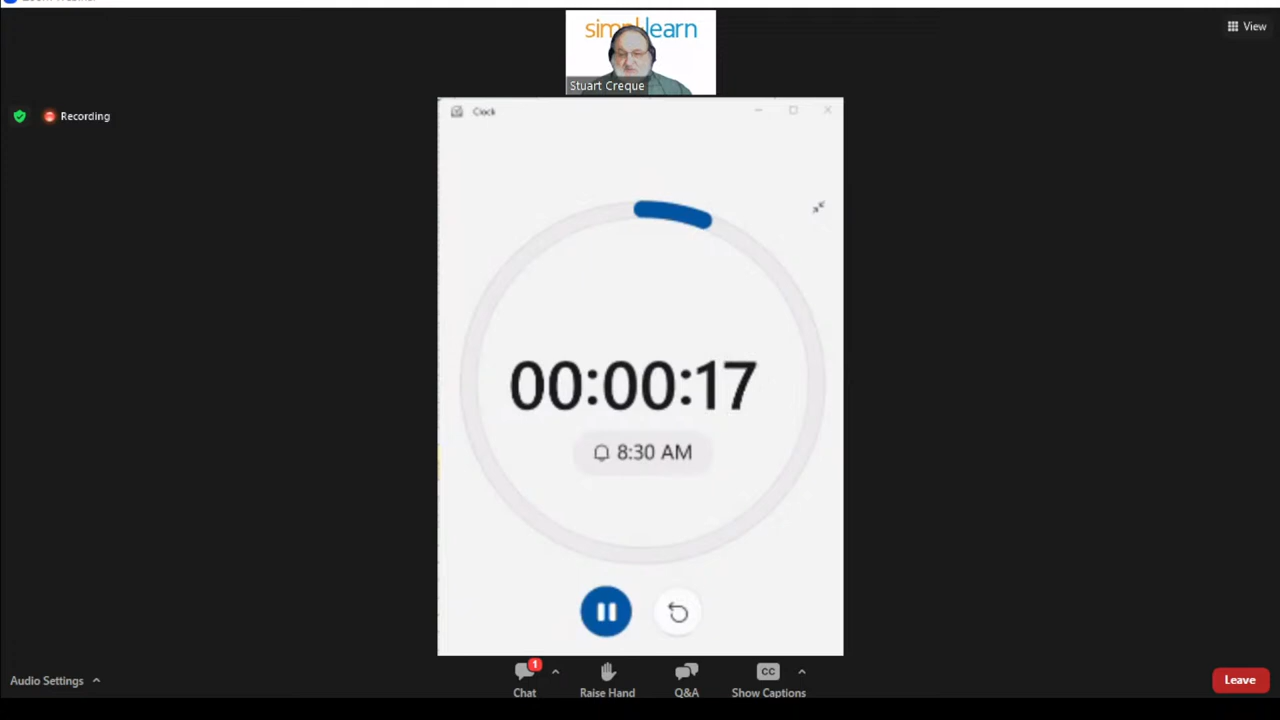 View
simplilearn
Stuart Creque
Recording
Clock
00:00:17
8:30 AM
1
CC
Audio Settings
Chat
Raise Hand
Q&A
Show Captions
Leave